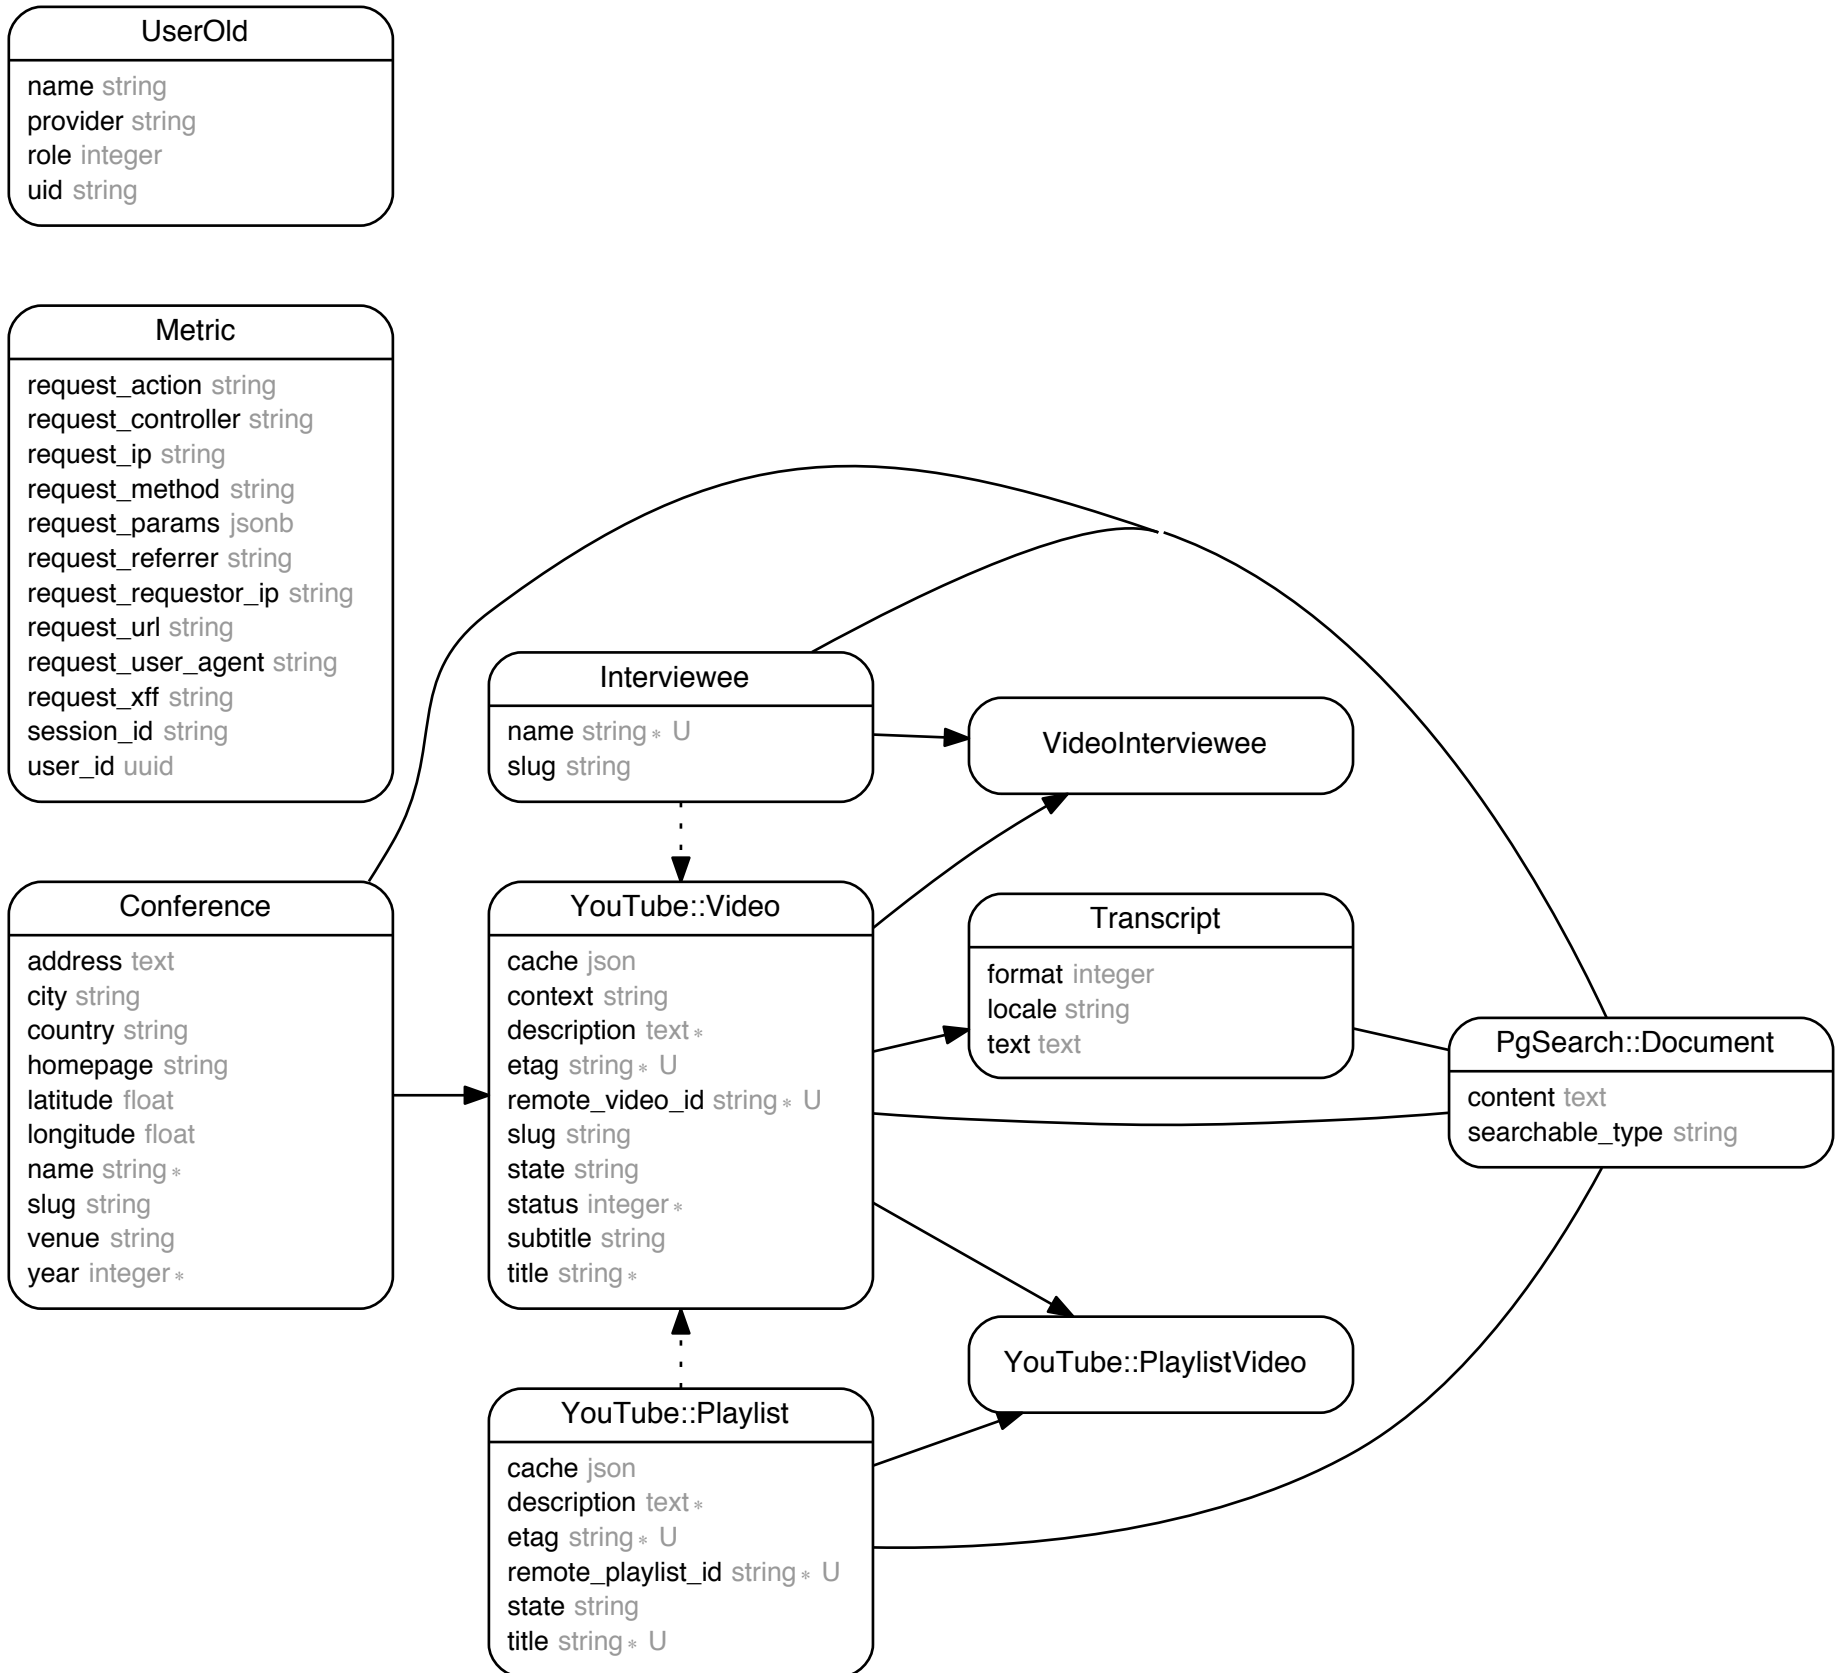 UserOld
name string
provider string
role integer
uid string
Metric
request_action string
request_controller string
request_ip string
request_method string
request_params jsonb
request_referrer string
request_requestor_ip string
request_url string
request_user_agent string
request_xff string
session_id string
user_id uuid
Interviewee
name string* U
slug string
VideoInterviewee
Conference
address text
city string
country string
homepage string
latitude float
longitude float
name string*
slug string
venue string
year integer*
YouTube::Video
cache json
context string
description text*
etag string* U
remote_video_id string* U
slug string
state string
status integer*
subtitle string
title string*
Transcript
format integer
locale string
text text
PgSearch::Document
content text
searchable_type string
YouTube::PlaylistVideo
YouTube::Playlist
cache json
description text*
etag string* U
remote_playlist_id string* U
state string
title string* U